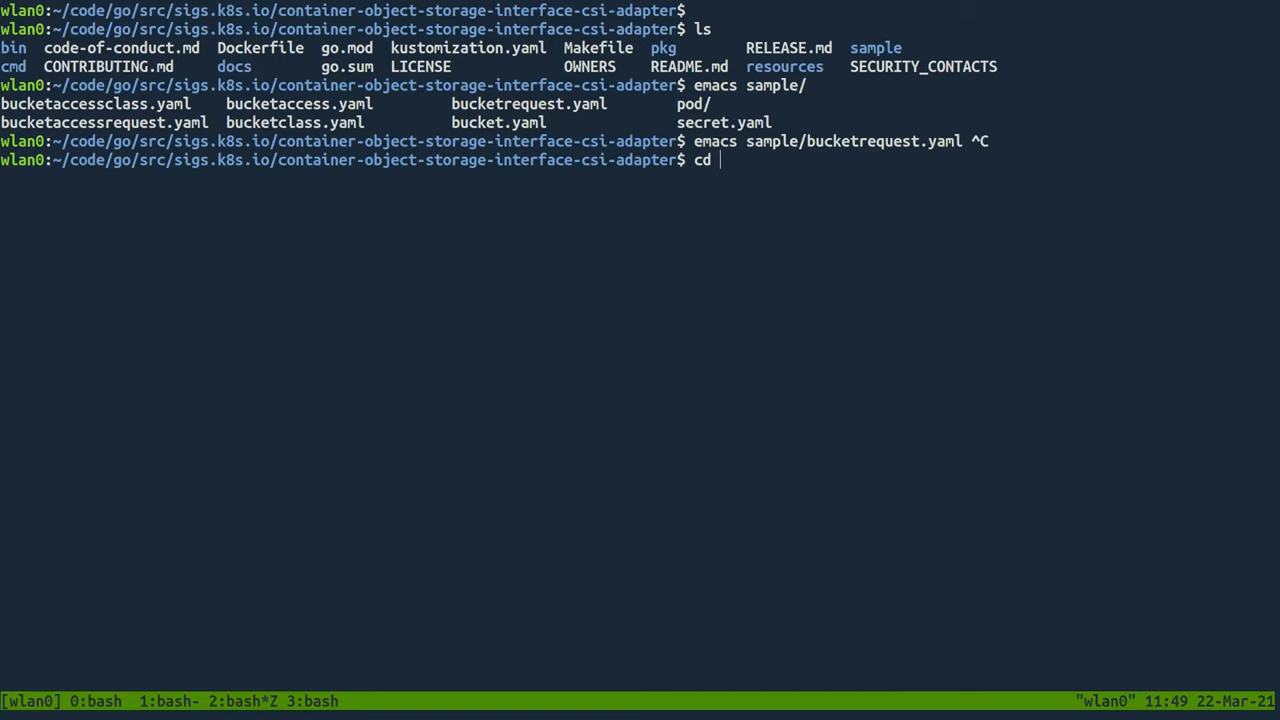 wlan0:~/code/go/src/sigs.k8s.io/container-object-storage-interface-csi-adapter$
wlan0:~/code/go/src/sigs.k8s.io/container-object-storage-interface-csi-adapter$ ls
bin  code-of-conduct.md  Dockerfile  go.mod  kustomization.yaml  Makefile  pkg        RELEASE.md  sample
cmd  CONTRIBUTING.md     docs        go.sum  LICENSE             OWNERS    README.md  resources   SECURITY_CONTACTS
wlan0:~/code/go/src/sigs.k8s.io/container-object-storage-interface-csi-adapter$ emacs sample/
bucketaccessclass.yaml    bucketaccess.yaml         bucketrequest.yaml        pod/
bucketaccessrequest.yaml  bucketclass.yaml          bucket.yaml               secret.yaml
wlan0:~/code/go/src/sigs.k8s.io/container-object-storage-interface-csi-adapter$ emacs sample/bucketrequest.yaml ^C
wlan0:~/code/go/src/sigs.k8s.io/container-object-storage-interface-csi-adapter$ cd
[wlan0] 0:bash  1:bash- 2:bash*Z 3:bash "wlan0" 11:49 22-Mar-21